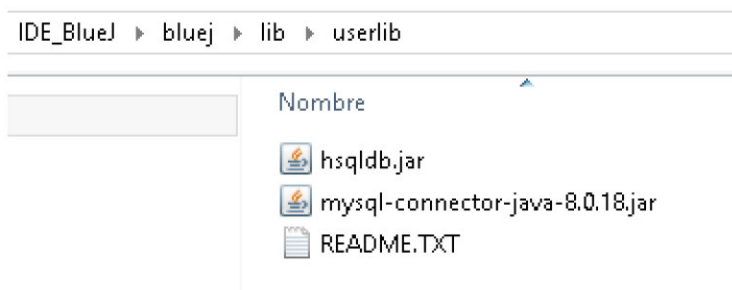 IDE_BlueJ ▸ bluej ▸ lib ▸ userlib
Nombre
hsqldb.jar
mysql-connector-java-8.0.18.jar
README.TXT